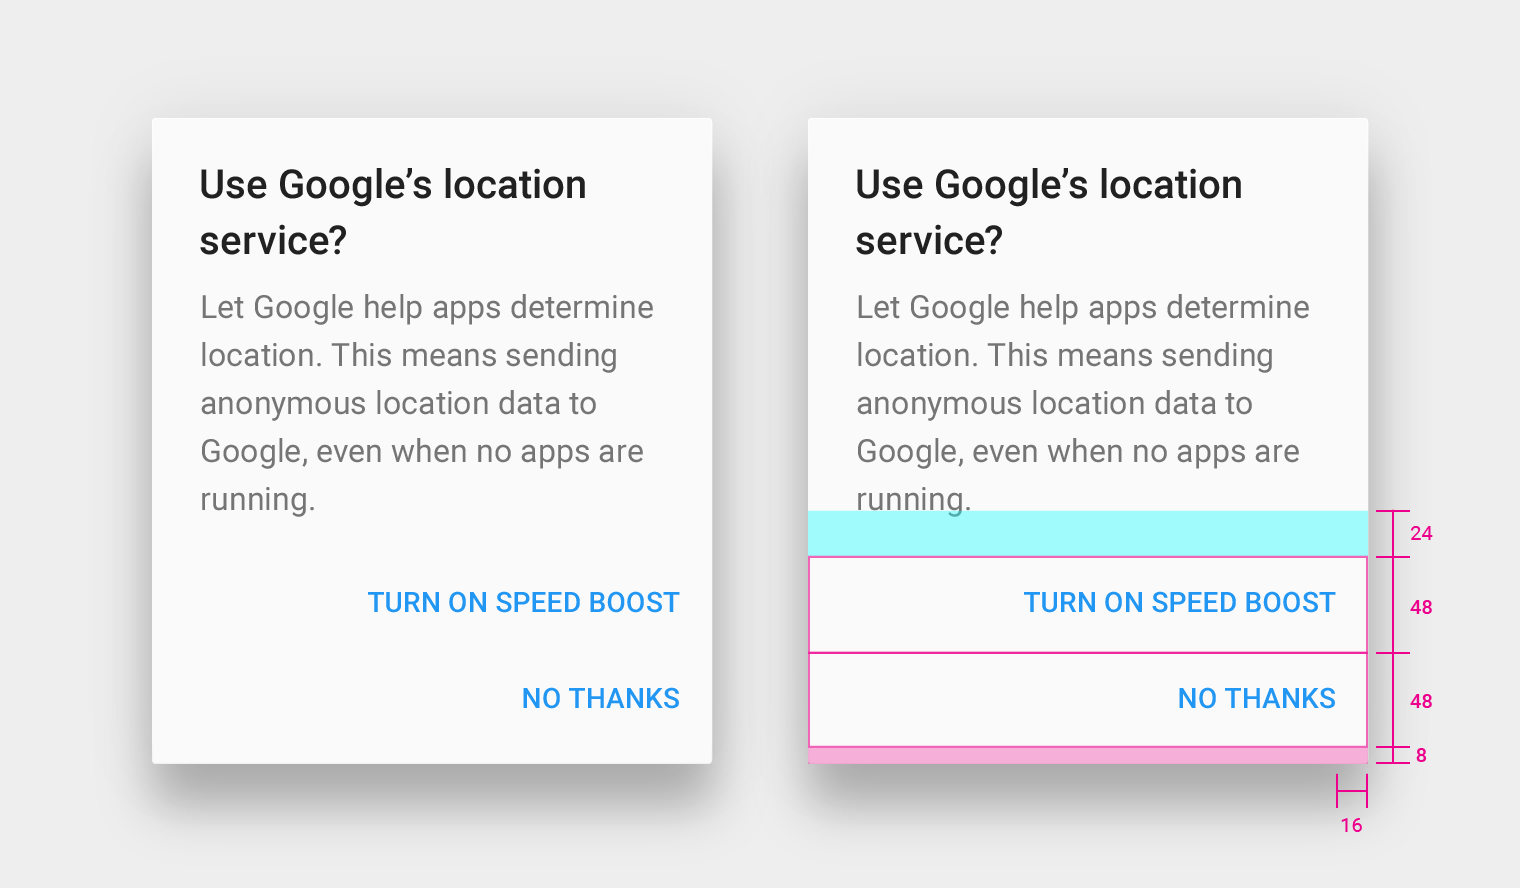 Use Google’s location
service?
Let Google help apps determine
location. This means sending
anonymous location data to
Google, even when no apps are
running.
TURN ON SPEED BOOST
NO THANKS
Use Google’s location
service?
Let Google help apps determine
location. This means sending
anonymous location data to
Google, even when no apps are
running.
24
TURN ON SPEED BOOST
48
NO THANKS
48
8
16